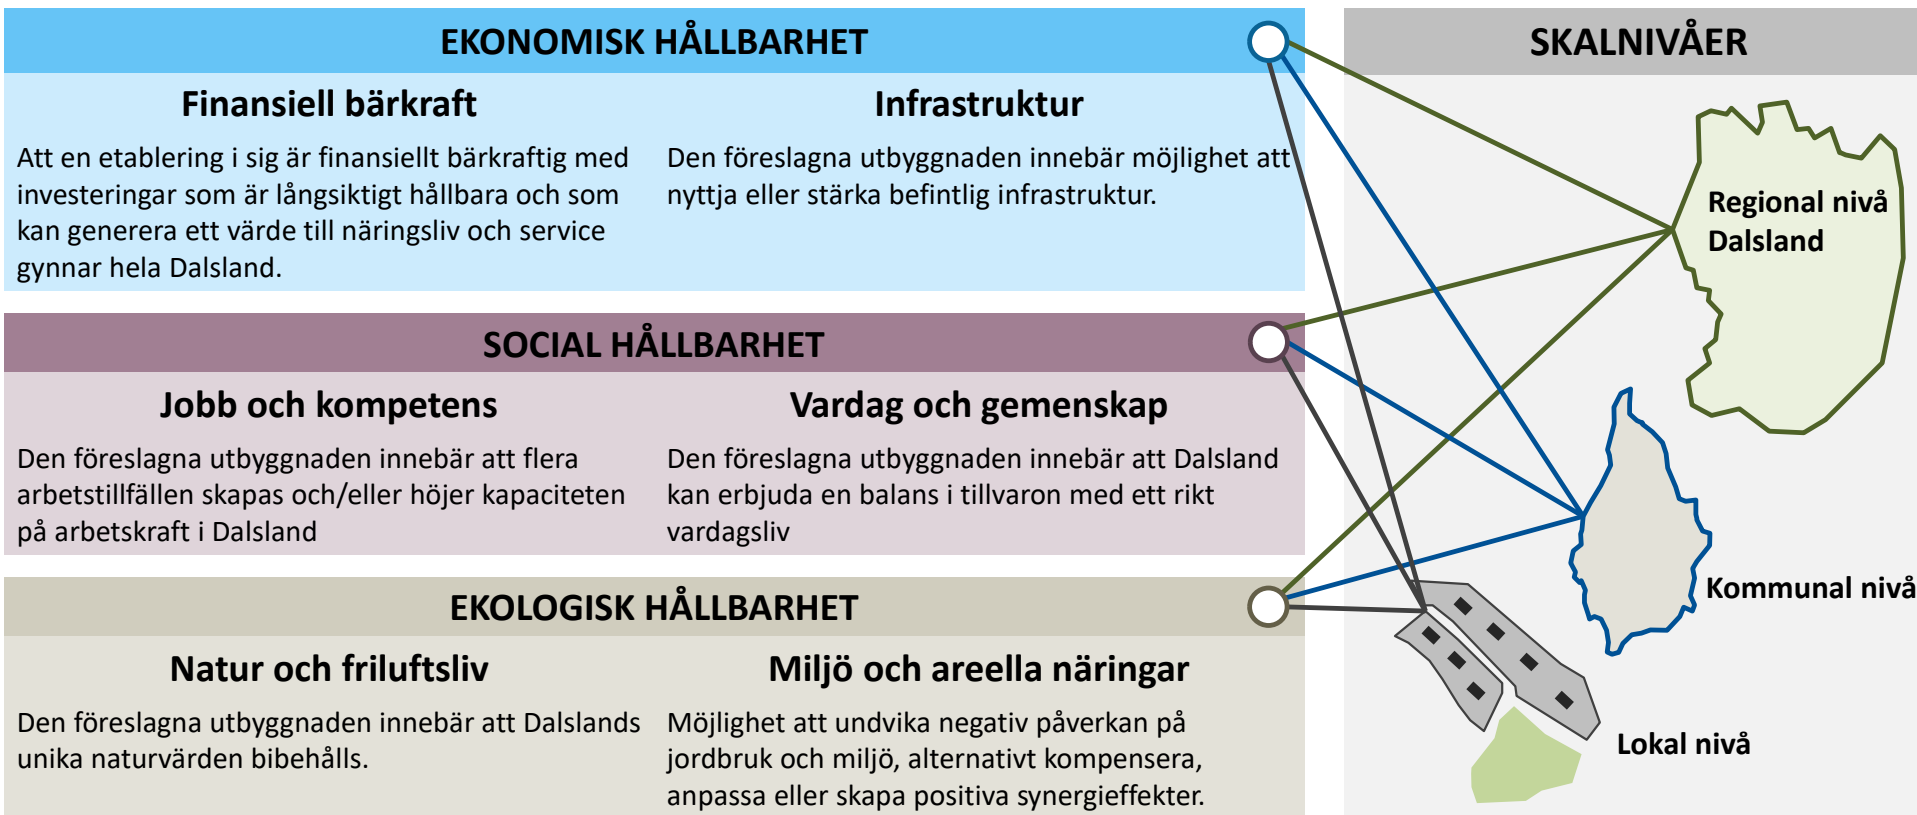 EKONOMISK HÅLLBARHET
Finansiell bärkraft
Att en etablering i sig är finansiellt bärkraftig med
investeringar som är långsiktigt hållbara och som
kan generera ett värde till näringsliv och service
gynnar hela Dalsland.
Infrastruktur
Den föreslagna utbyggnaden innebär möjlighet att
nyttja eller stärka befintlig infrastruktur.
SOCIAL HÅLLBARHET
Jobb och kompetens
Den föreslagna utbyggnaden innebär att flera
arbetstillfällen skapas och/eller höjer kapaciteten
på arbetskraft i Dalsland
Vardag och gemenskap
Den föreslagna utbyggnaden innebär att Dalsland
kan erbjuda en balans i tillvaron med ett rikt
vardagsliv
EKOLOGISK HÅLLBARHET
Natur och friluftsliv
Den föreslagna utbyggnaden innebär att Dalslands
unika naturvärden bibehålls.
Miljö och areella näringar
Möjlighet att undvika negativ påverkan på
jordbruk och miljö, alternativt kompensera,
anpassa eller skapa positiva synergieffekter.
SKALNIVÅER
Regional nivå
Dalsland
Kommunal nivå
Lokal nivå